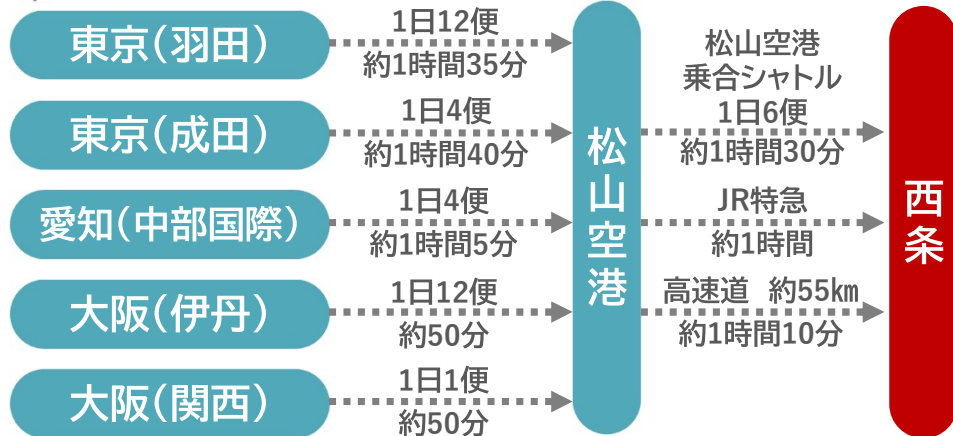 東京(羽田)
1日12便
約1時間35分
東京(成田)
1日4便
約1時間40分
愛知(中部国際)
1日4便
約1時間5分
大阪(伊丹)
1日12便
約50分
大阪(関西)
1日1便
約50分
松山空港
松山空港
乗合シャトル
1日6便
約1時間30分
JR特急
約1時間
高速道 約55㎞
約1時間10分
西条